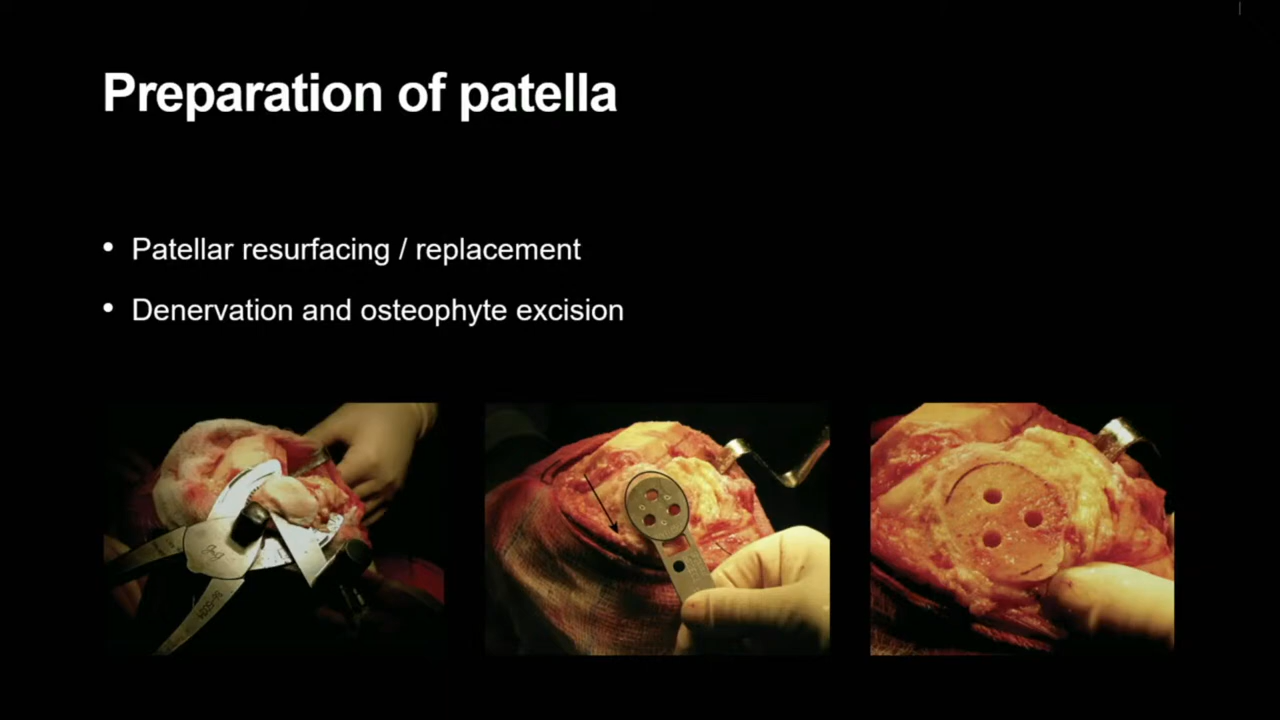 Preparation of patella
• Patellar resurfacing / replacement
• Denervation and osteophyte excision